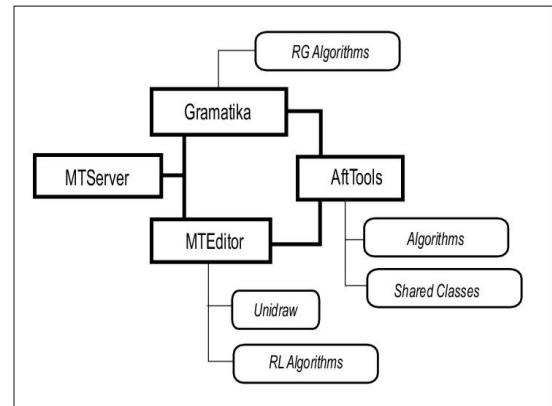 RG Algorithms
Gramatika
MTServer
AftTools
MTEditor
Algorithms
Shared Classes
Unidraw
RL Algorithms